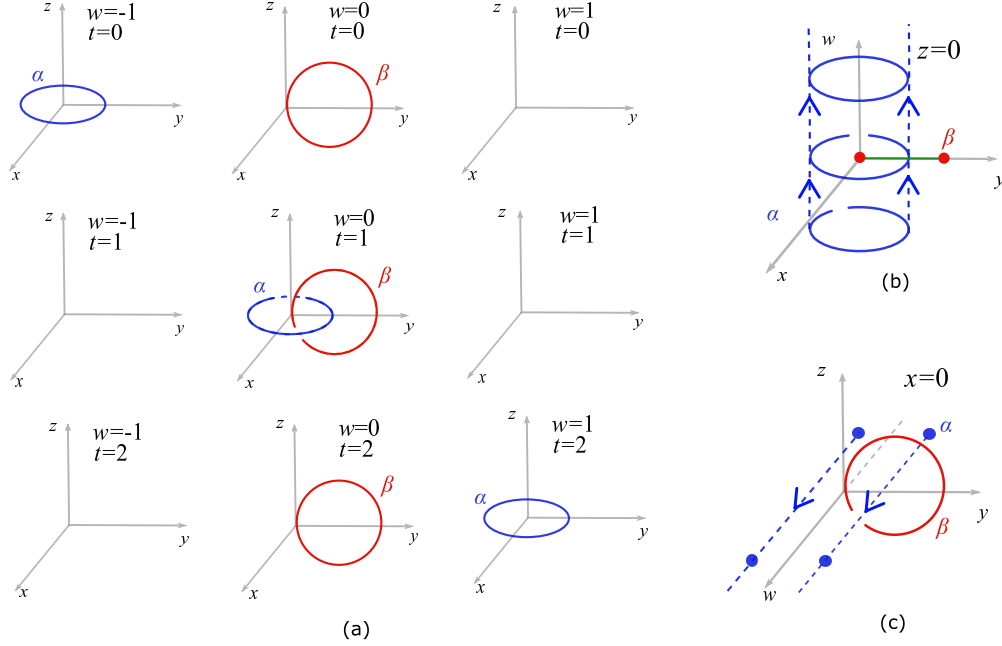 z
w=-1
t=0
α
y
x
z
w=0
t=0
β
y
x
z
w=1
t=0
y
x
z
w=-1
t=1
y
x
z
w=0
t=1
α
β
y
x
z
w=1
t=1
y
x
z
w=-1
t=2
y
x
z
w=0
t=2
β
y
x
z
w=1
t=2
α
y
x
(a)
w
z=0
β
y
α
x
(b)
z
x=0
α
y
β
w
(c)